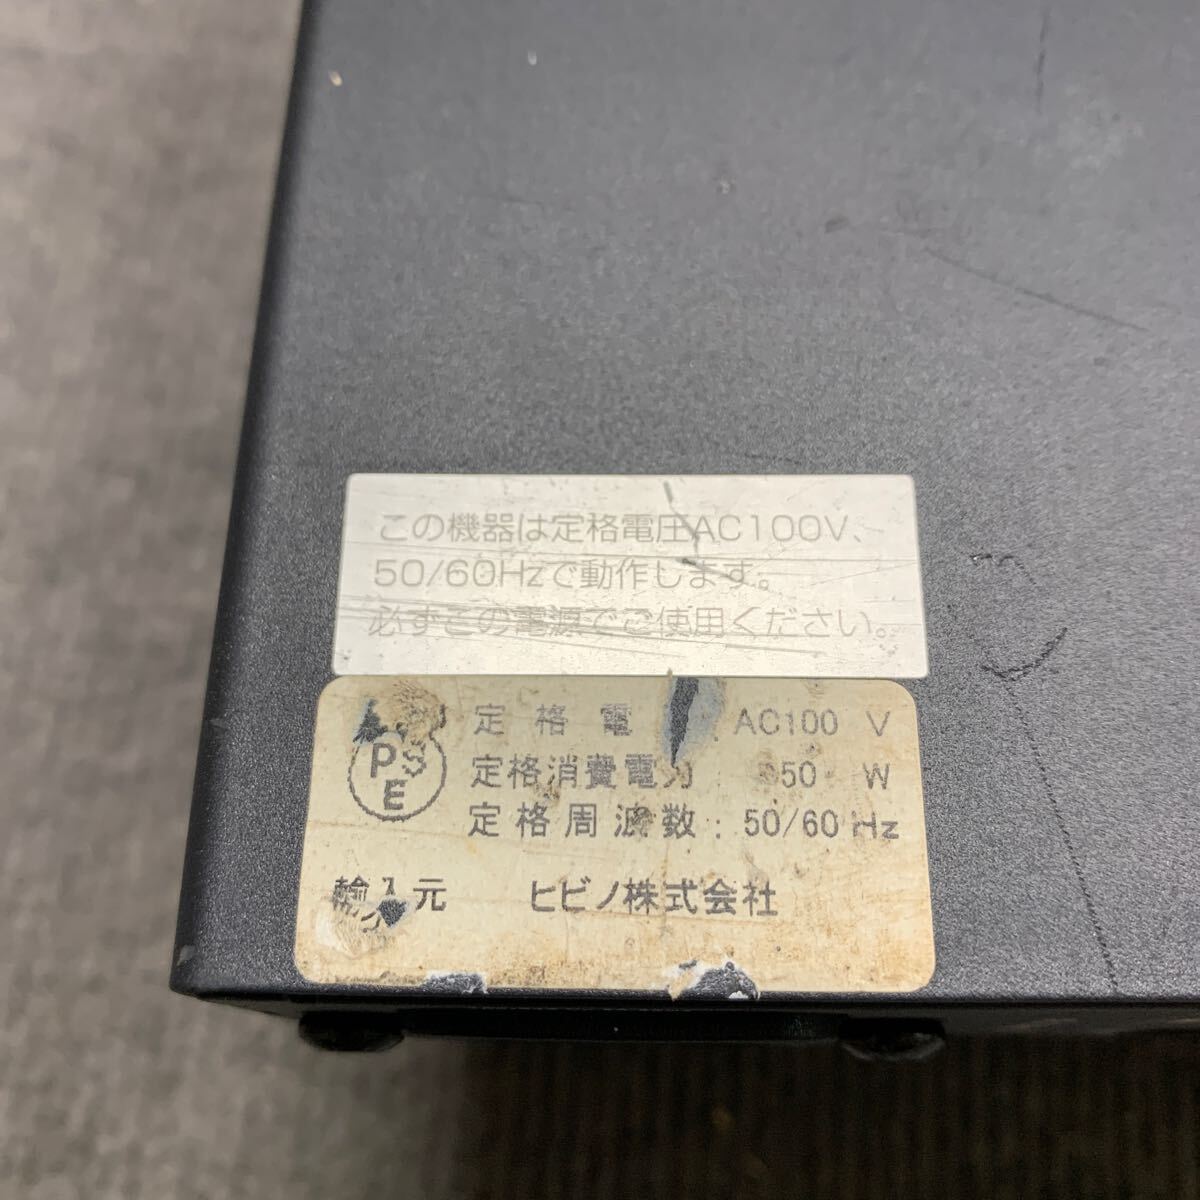 この機器は定格電圧AC100V、
50/60Hzで動作します。
必ずこの電源でご使用ください。
PSE
定格電 : AC100 V
定格消費電力 50 W
定格周波数 : 50/60 Hz
輸入元 ヒビノ株式会社